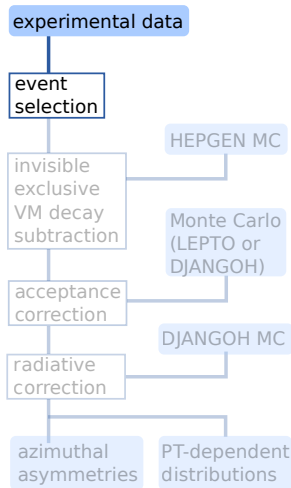 experimental data
event
selection
HEPGEN MC
invisible
exclusive
VM decay
subtraction
Monte Carlo
(LEPTO or
DJANGOH)
acceptance
correction
DJANGOH MC
radiative
correction
azimuthal
asymmetries
PT-dependent
distributions